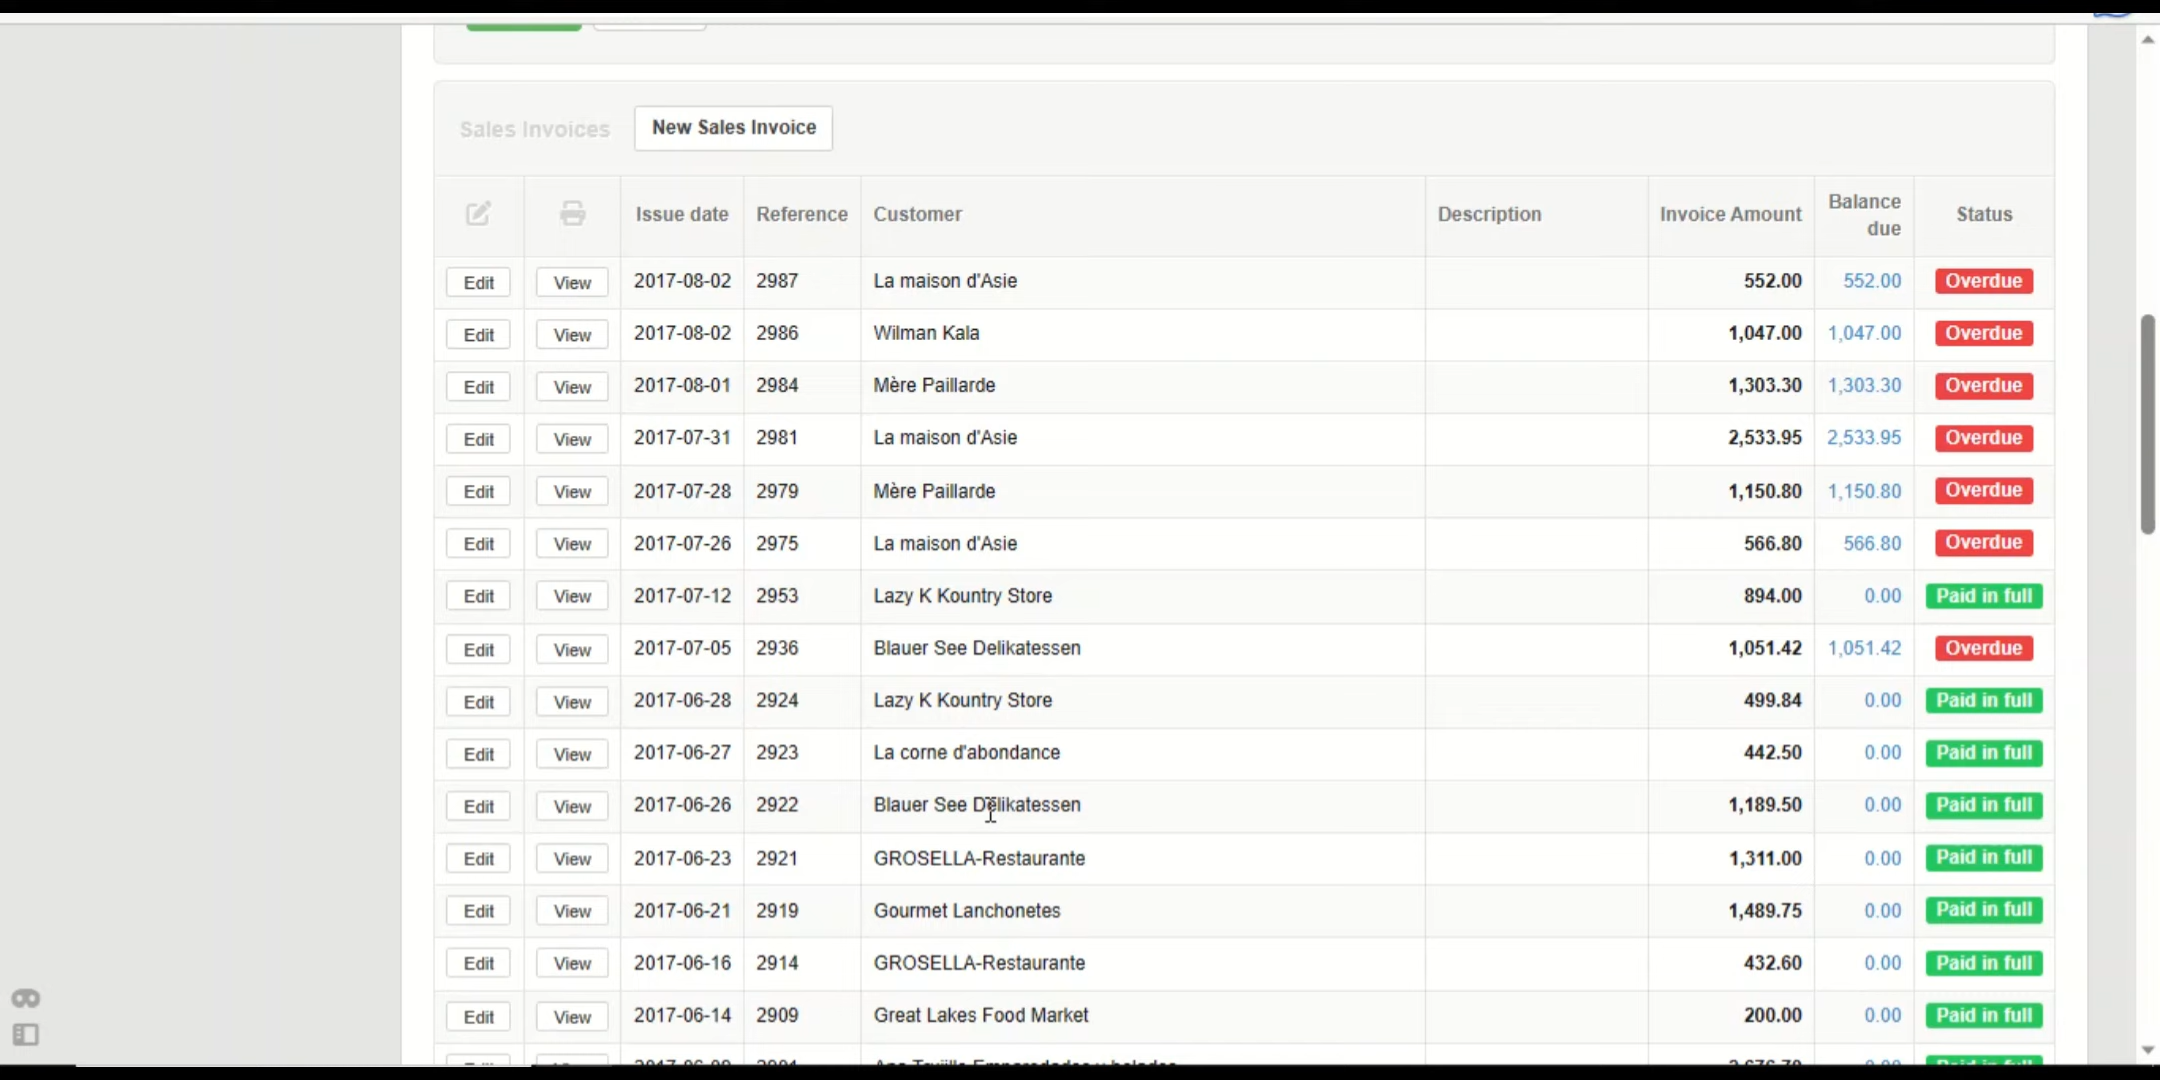 Sales Invoices New Sales Invoice
Issue date Reference Customer Description Invoice Amount Balance due Status
Edit View 2017-08-02 2987 La maison d'Asie 552.00 552.00 Overdue
Edit View 2017-08-02 2986 Wilman Kala 1,047.00 1,047.00 Overdue
Edit View 2017-08-01 2984 Mère Paillarde 1,303.30 1,303.30 Overdue
Edit View 2017-07-31 2981 La maison d'Asie 2,533.95 2,533.95 Overdue
Edit View 2017-07-28 2979 Mère Paillarde 1,150.80 1,150.80 Overdue
Edit View 2017-07-26 2975 La maison d'Asie 566.80 566.80 Overdue
Edit View 2017-07-12 2953 Lazy K Kountry Store 894.00 0.00 Paid in full
Edit View 2017-07-05 2936 Blauer See Delikatessen 1,051.42 1,051.42 Overdue
Edit View 2017-06-28 2924 Lazy K Kountry Store 499.84 0.00 Paid in full
Edit View 2017-06-27 2923 La corne d'abondance 442.50 0.00 Paid in full
Edit View 2017-06-26 2922 Blauer See Delikatessen 1,189.50 0.00 Paid in full
Edit View 2017-06-23 2921 GROSELLA-Restaurante 1,311.00 0.00 Paid in full
Edit View 2017-06-21 2919 Gourmet Lanchonetes 1,489.75 0.00 Paid in full
Edit View 2017-06-16 2914 GROSELLA-Restaurante 432.60 0.00 Paid in full
Edit View 2017-06-14 2909 Great Lakes Food Market 200.00 0.00 Paid in full